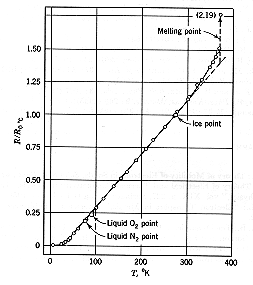 (2.19)
Melting point
1.50
1.25
1.00
0.75
0.50
0.25
0
R/R0°C
Ice point
Liquid O2 point
Liquid N2 point
0 100 200 300 400
T, °K